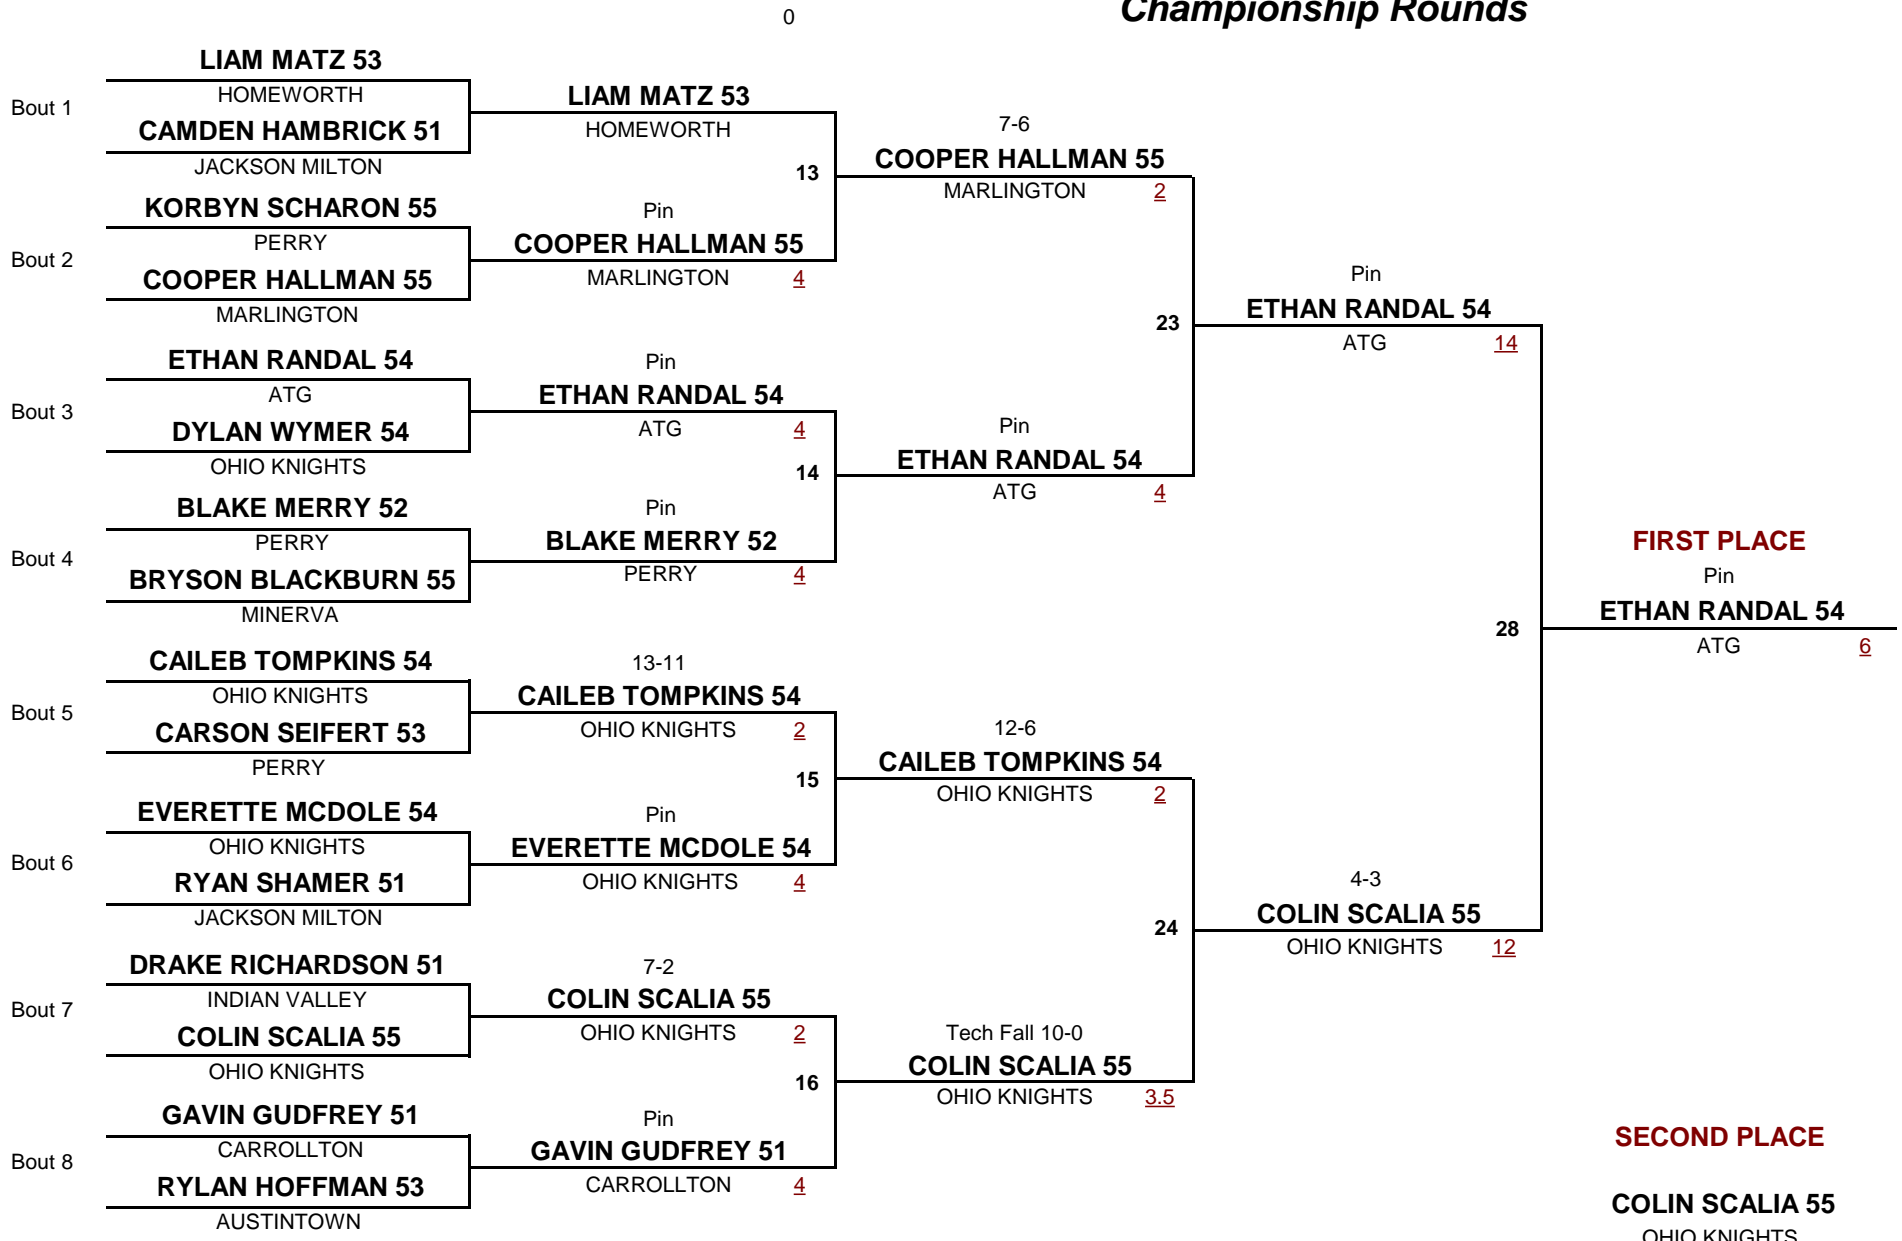 0
Championship Rounds
LIAM MATZ 53
Bout 1
HOMEWORTH
CAMDEN HAMBRICK 51
JACKSON MILTON
KORBYN SCHARON 55
Bout 2
PERRY
COOPER HALLMAN 55
MARLINGTON
ETHAN RANDAL 54
Bout 3
ATG
DYLAN WYMER 54
OHIO KNIGHTS
BLAKE MERRY 52
Bout 4
PERRY
BRYSON BLACKBURN 55
MINERVA
CAILEB TOMPKINS 54
Bout 5
OHIO KNIGHTS
CARSON SEIFERT 53
PERRY
EVERETTE MCDOLE 54
Bout 6
OHIO KNIGHTS
RYAN SHAMER 51
JACKSON MILTON
DRAKE RICHARDSON 51
Bout 7
INDIAN VALLEY
COLIN SCALIA 55
OHIO KNIGHTS
GAVIN GUDFREY 51
Bout 8
CARROLLTON
RYLAN HOFFMAN 53
AUSTINTOWN
LIAM MATZ 53
HOMEWORTH
13
Pin
COOPER HALLMAN 55
MARLINGTON 4
Pin
ETHAN RANDAL 54
ATG 4
14
Pin
BLAKE MERRY 52
PERRY 4
13-11
CAILEB TOMPKINS 54
OHIO KNIGHTS 2
15
Pin
EVERETTE MCDOLE 54
OHIO KNIGHTS 4
7-2
COLIN SCALIA 55
OHIO KNIGHTS 2
16
Pin
GAVIN GUDFREY 51
CARROLLTON 4
7-6
COOPER HALLMAN 55
MARLINGTON 2
23
Pin
ETHAN RANDAL 54
ATG 4
12-6
CAILEB TOMPKINS 54
OHIO KNIGHTS 2
24
Tech Fall 10-0
COLIN SCALIA 55
OHIO KNIGHTS 3.5
Pin
ETHAN RANDAL 54
ATG 14
28
4-3
COLIN SCALIA 55
OHIO KNIGHTS 12
FIRST PLACE
Pin
ETHAN RANDAL 54
ATG 6
SECOND PLACE
COLIN SCALIA 55
OHIO KNIGHTS